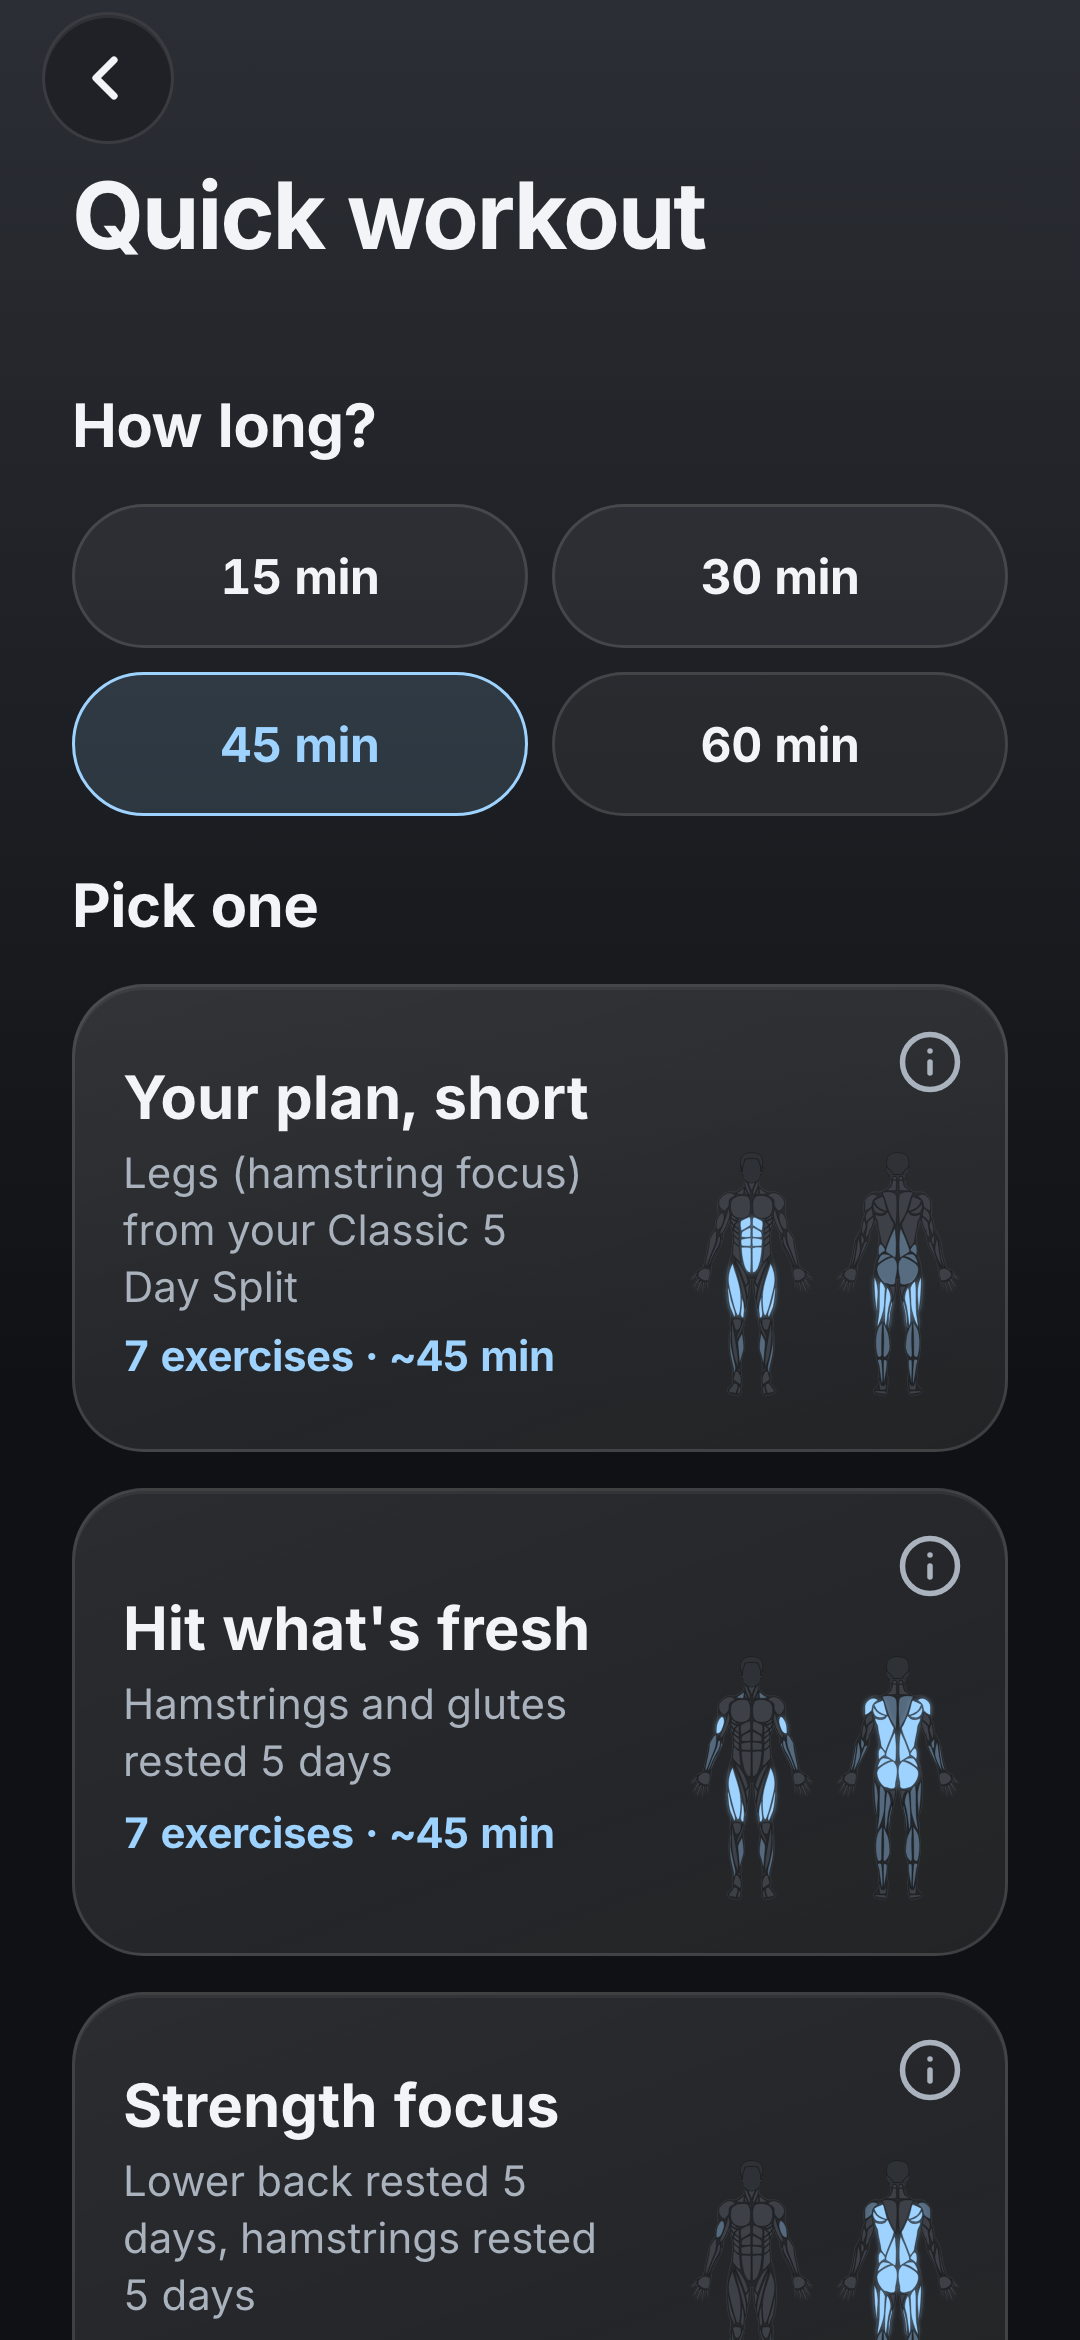 Quick workout
How long?
15 min
30 min
45 min
60 min
Pick one
Your plan, short
Legs (hamstring focus)
from your Classic 5
Day Split
7 exercises · ~45 min
Hit what's fresh
Hamstrings and glutes
rested 5 days
7 exercises · ~45 min
Strength focus
Lower back rested 5
days, hamstrings rested
5 days